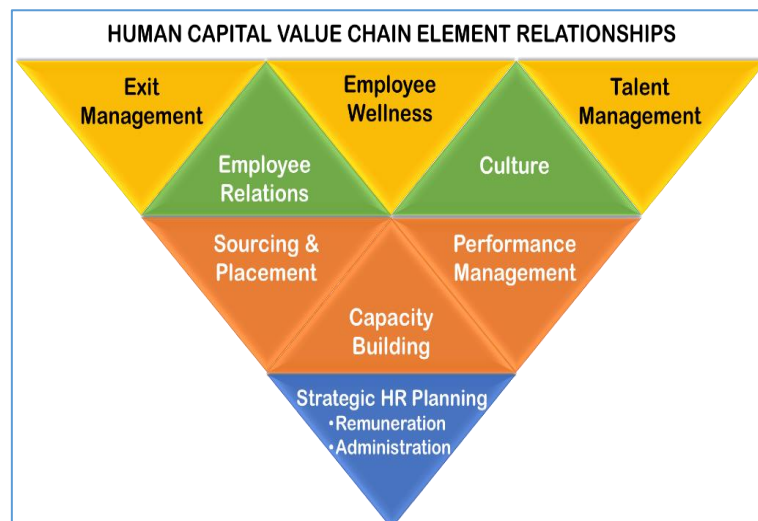 HUMAN CAPITAL VALUE CHAIN ELEMENT RELATIONSHIPS
Exit
Management
Employee
Wellness
Talent
Management
Employee
Relations
Culture
Sourcing &
Placement
Performance
Management
Capacity
Building
Strategic HR Planning
•Remuneration
•Administration